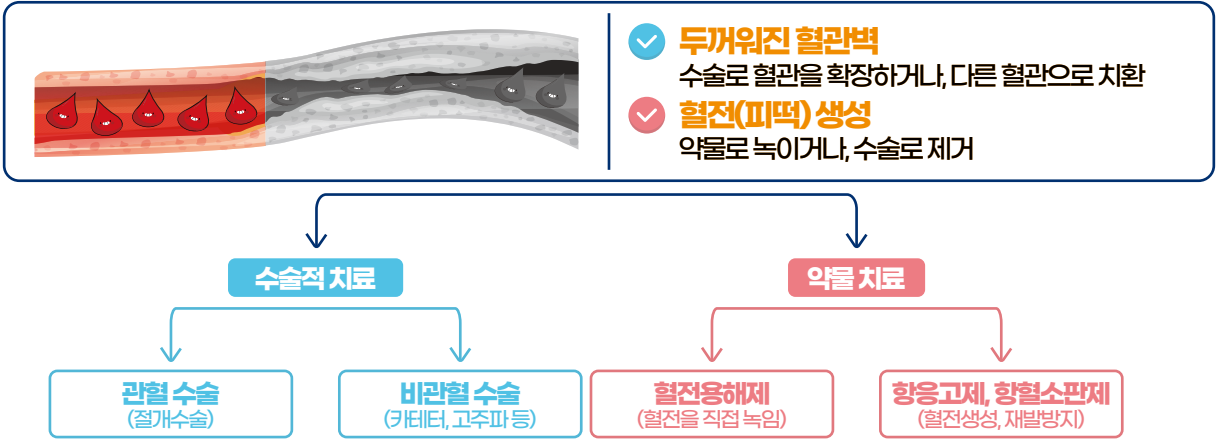 두꺼워진 혈관벽
수술로 혈관을 확장하거나, 다른 혈관으로 치환
혈전(피떡) 생성
약물로 녹이거나, 수술로 제거
수술적 치료
약물 치료
관혈 수술
(절개수술)
비관혈 수술
(카테터, 고주파 등)
혈전용해제
(혈전을 직접 녹임)
항응고제, 항혈소판제
(혈전생성, 재발방지)